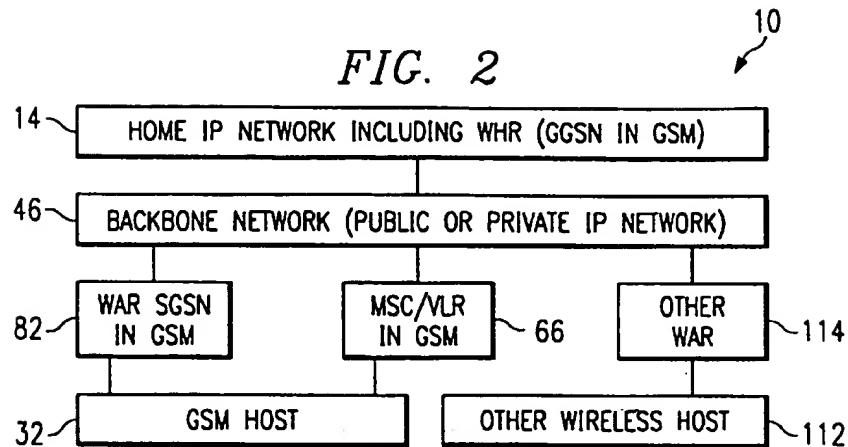 10
FIG. 2
14
HOME IP NETWORK INCLUDING WHR (GGSN IN GSM)
46
BACKBONE NETWORK (PUBLIC OR PRIVATE IP NETWORK)
82
WAR SGSN
IN GSM
MSC/VLR
IN GSM
66
OTHER
WAR
114
32
GSM HOST
OTHER WIRELESS HOST
112